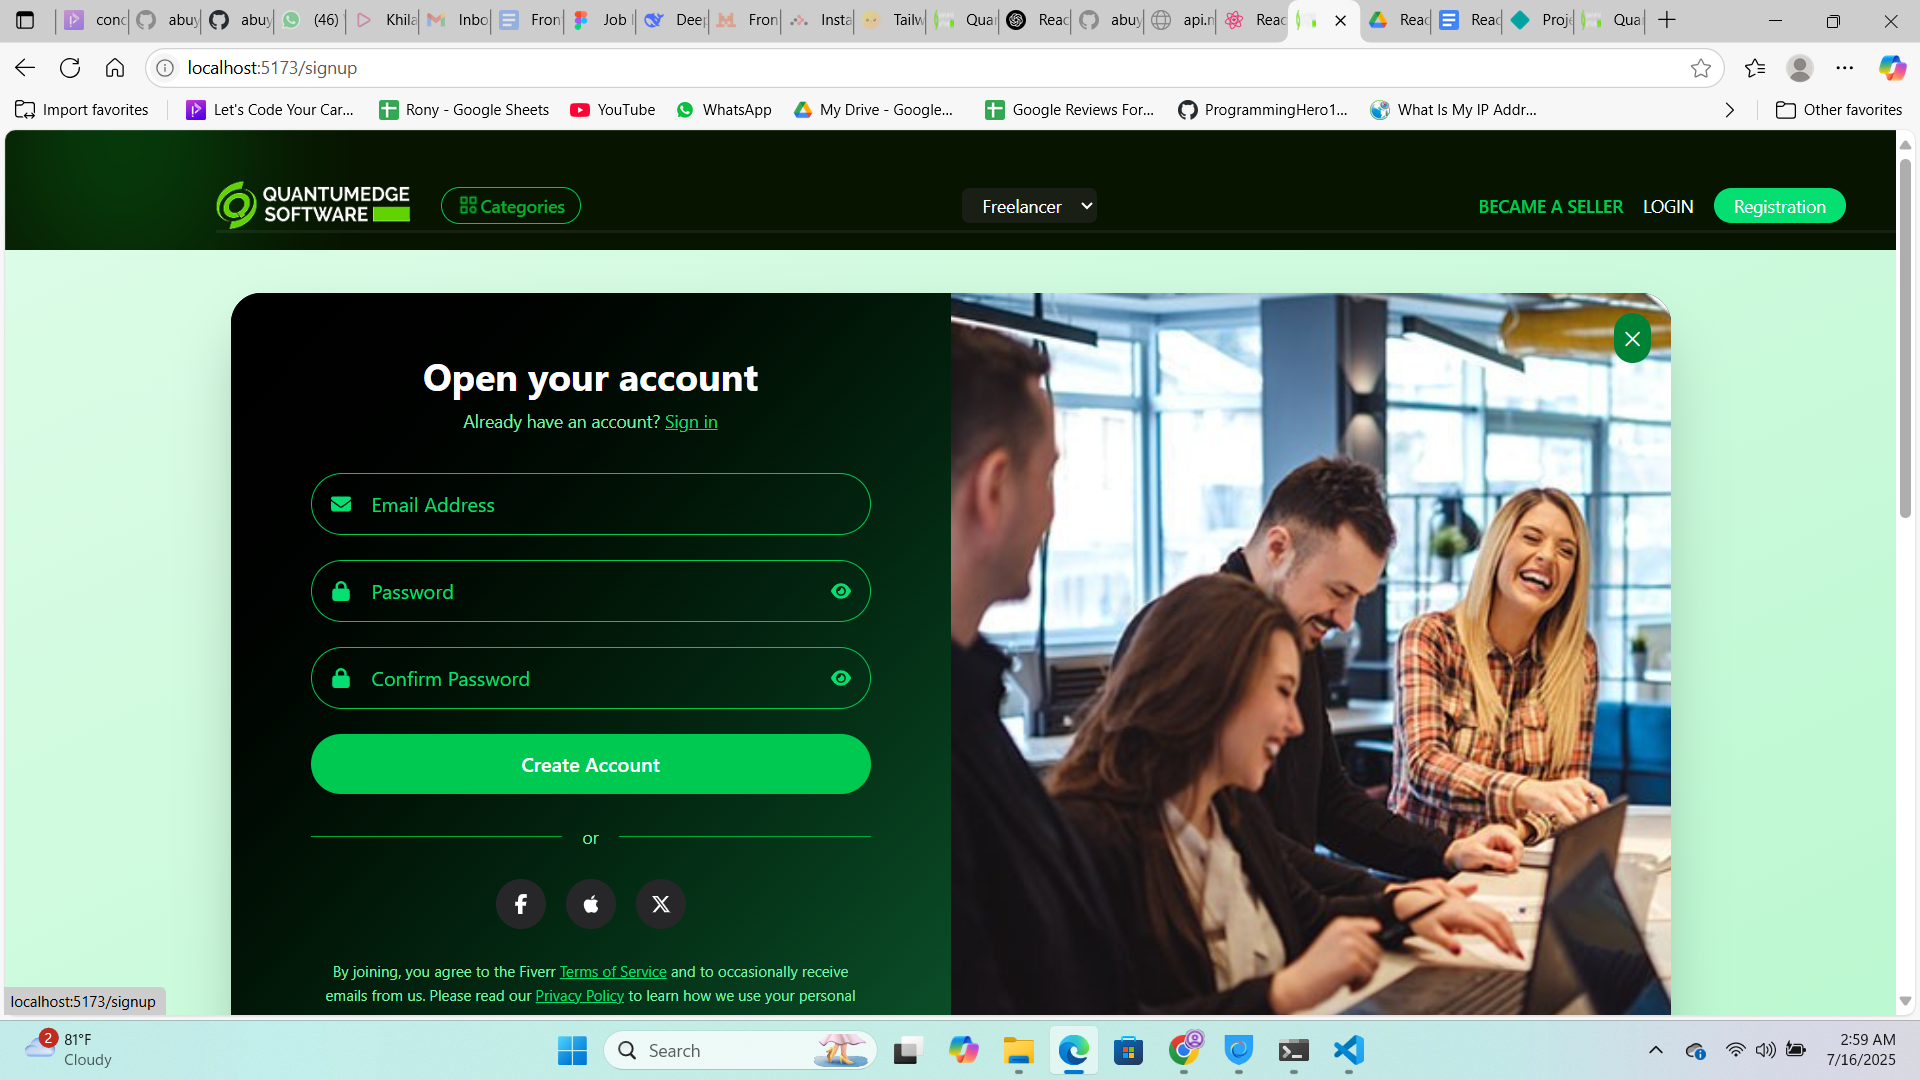 conc
abuy
abuy
(46)
Khila
Inbo
Fron
Job I
Deep
Fron
Insta
Tailw
Quar
Reac
abuy
api.n
Reac
Reac
Reac
Proje
Quar
localhost:5173/signup
Import favorites
Let's Code Your Car...
Rony - Google Sheets
YouTube
WhatsApp
My Drive - Google...
Google Reviews For...
ProgrammingHero1...
What Is My IP Addr...
Other favorites
QUANTUMEDGE
SOFTWARE
Categories
Freelancer
BECAME A SELLER
LOGIN
Registration
Open your account
Already have an account? Sign in
Email Address
Password
Confirm Password
Create Account
or
By joining, you agree to the Fiverr Terms of Service and to occasionally receive
emails from us. Please read our Privacy Policy to learn how we use your personal
localhost:5173/signup
2
81°F
Cloudy
Search
2:59 AM
7/16/2025